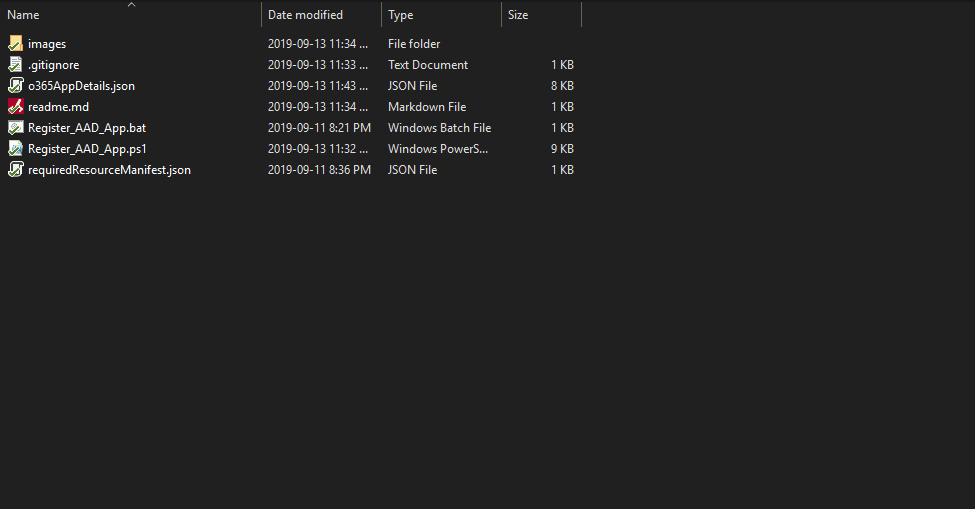 Name Date modified Type Size
images 2019-09-13 11:34 ... File folder
.gitignore 2019-09-13 11:33 ... Text Document 1 KB
o365AppDetails.json 2019-09-13 11:43 ... JSON File 8 KB
readme.md 2019-09-13 11:34 ... Markdown File 1 KB
Register_AAD_App.bat 2019-09-11 8:21 PM Windows Batch File 1 KB
Register_AAD_App.ps1 2019-09-13 11:32 ... Windows PowerS... 9 KB
requiredResourceManifest.json 2019-09-11 8:36 PM JSON File 1 KB